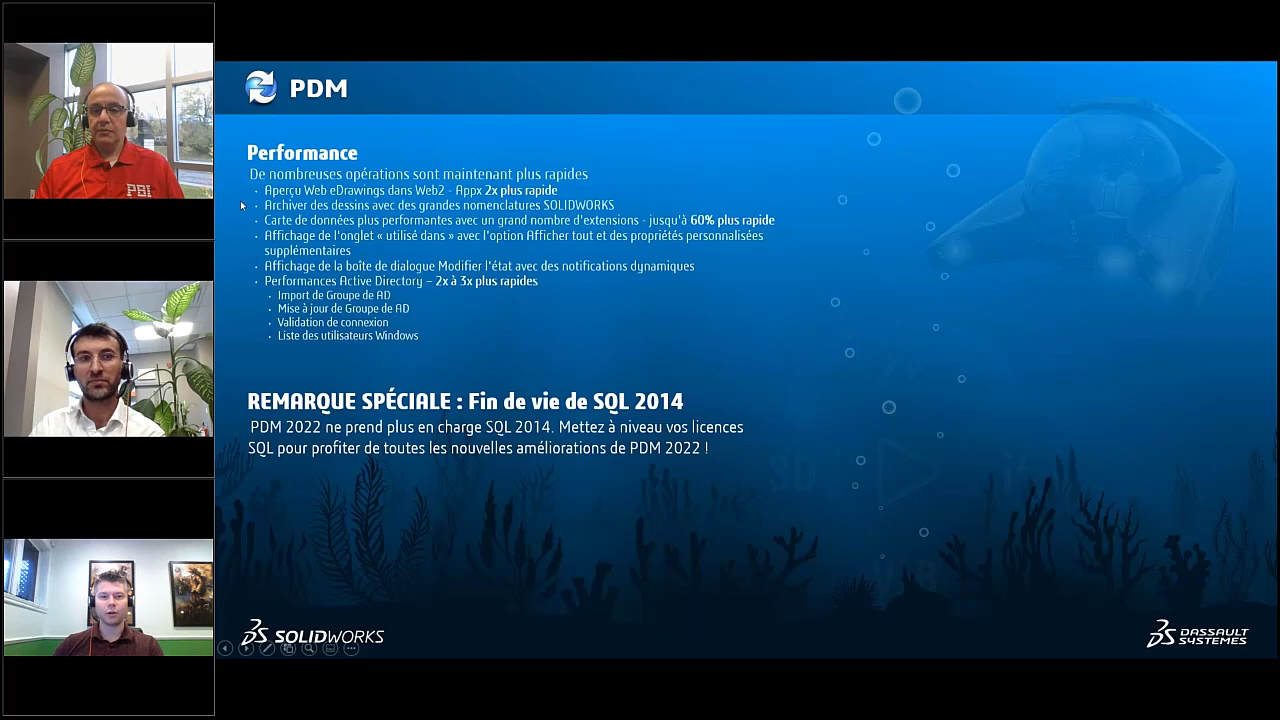 PDM
Performance
De nombreuses opérations sont maintenant plus rapides
· Aperçu Web eDrawings dans Web2 - Appx 2x plus rapide
· Archiver des dessins avec des grandes nomenclatures SOLIDWORKS
· Carte de données plus performantes avec un grand nombre d'extensions - jusqu'à 60% plus rapide
· Affichage de l'onglet « utilisé dans » avec l'option Afficher tout et des propriétés personnalisées
supplémentaires
· Affichage de la boîte de dialogue Modifier l'état avec des notifications dynamiques
· Performances Active Directory – 2x à 3x plus rapides
· Import de Groupe de AD
· Mise à jour de Groupe de AD
· Validation de connexion
· Liste des utilisateurs Windows
REMARQUE SPÉCIALE : Fin de vie de SQL 2014
PDM 2022 ne prend plus en charge SQL 2014. Mettez à niveau vos licences
SQL pour profiter de toutes les nouvelles améliorations de PDM 2022 !
SOLIDWORKS
DASSAULT
SYSTEMES
PBI
3D